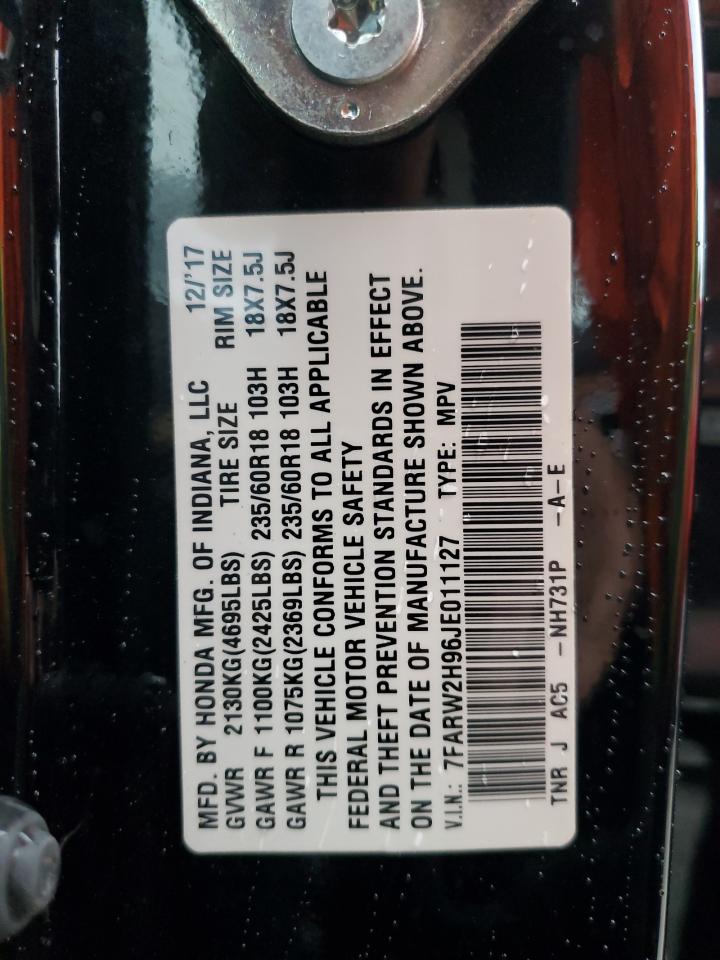 MFD. BY HONDA MFG. OF INDIANA, LLC 12/'17
GVWR 2130KG(4695LBS) TIRE SIZE RIM SIZE
GAWR F 1100KG(2425LBS) 235/60R18 103H 18X7.5J
GAWR R 1075KG(2369LBS) 235/60R18 103H 18X7.5J
THIS VEHICLE CONFORMS TO ALL APPLICABLE
FEDERAL MOTOR VEHICLE SAFETY
AND THEFT PREVENTION STANDARDS IN EFFECT
ON THE DATE OF MANUFACTURE SHOWN ABOVE.
V.I.N.: 7FARW2H96JE011127 TYPE: MPV
TNR J AC5 -NH731P -A-E